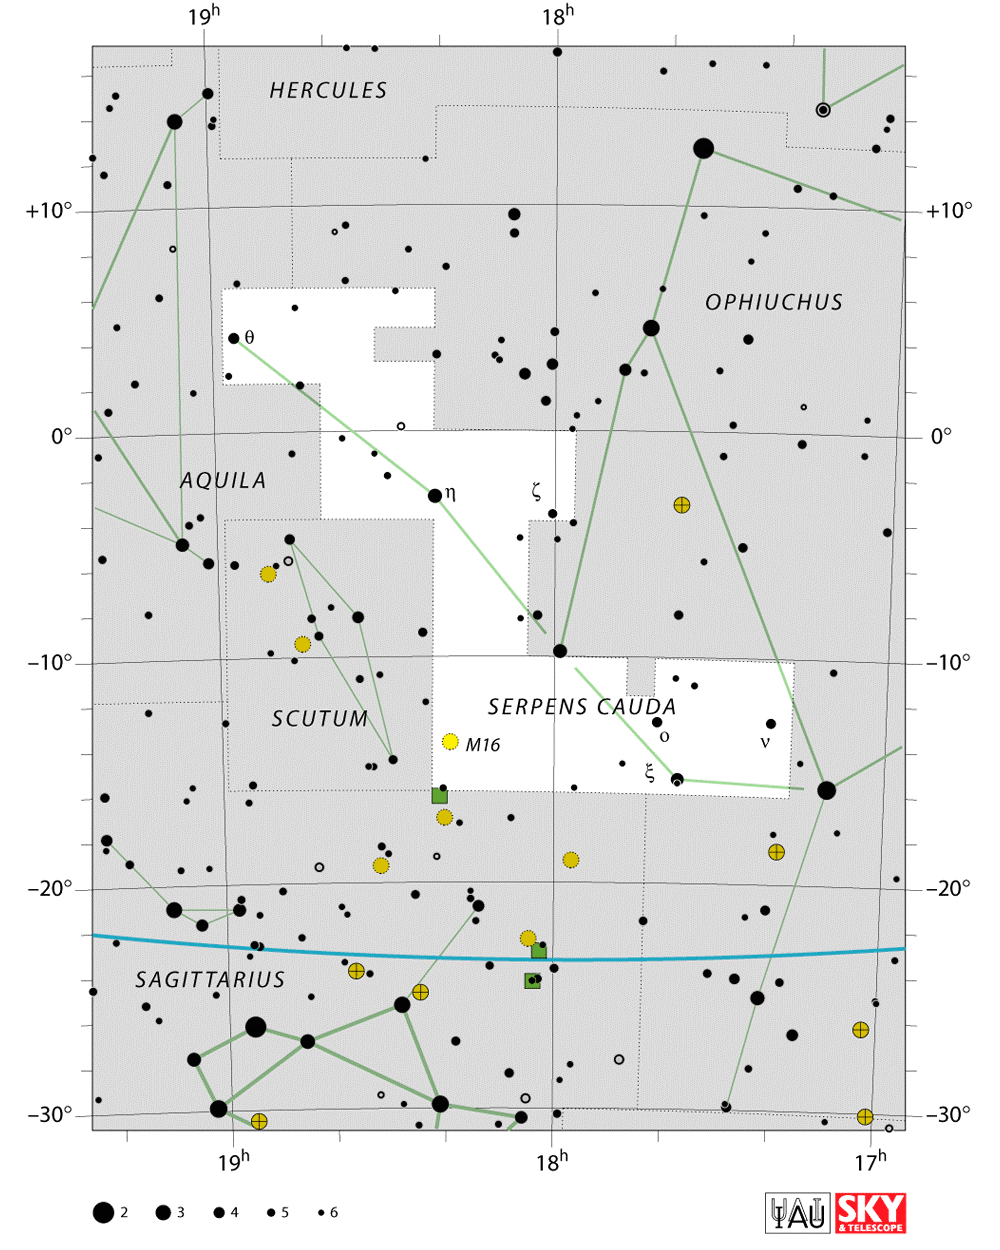 19h 18h
HERCULES
+10° +10°
OPHIUCHUS
θ
0° 0°
AQUILA
η ζ
−10° −10°
SERPENS CAUDA
SCUTUM
ο ν
M16
ξ
−20° −20°
SAGITTARIUS
−30° −30°
19h 18h 17h
2 3 4 5 6
IAU
SKY
& TELESCOPE